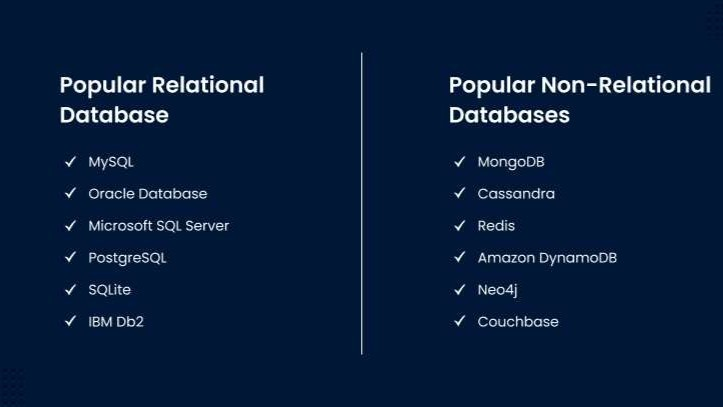 Popular Relational
Database
MySQL
Oracle Database
Microsoft SQL Server
PostgreSQL
SQLite
IBM Db2
Popular Non-Relational
Databases
MongoDB
Cassandra
Redis
Amazon DynamoDB
Neo4j
Couchbase